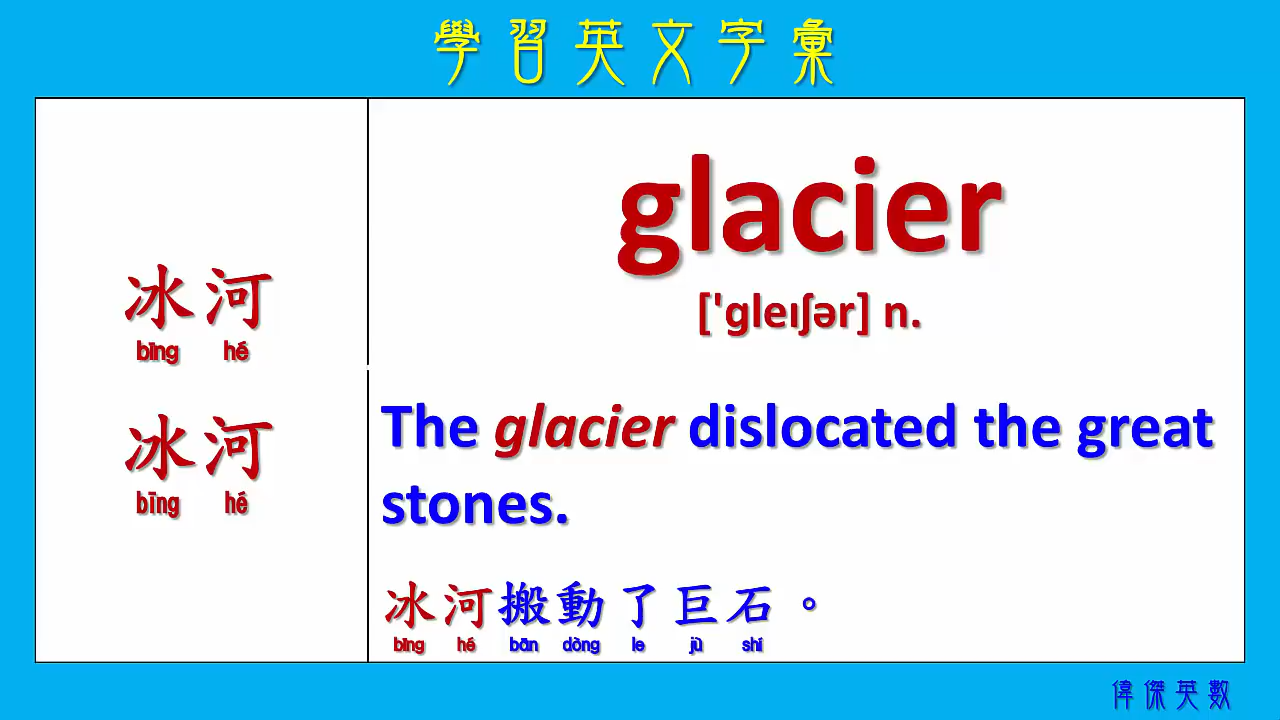 學習英文字彙
glacier
['gleɪʃər] n.
冰河
bīng hé
冰河
bīng hé
The glacier dislocated the great
stones.
冰河搬動了巨石。
bīng hé bān dòng le jù shí
偉傑英數